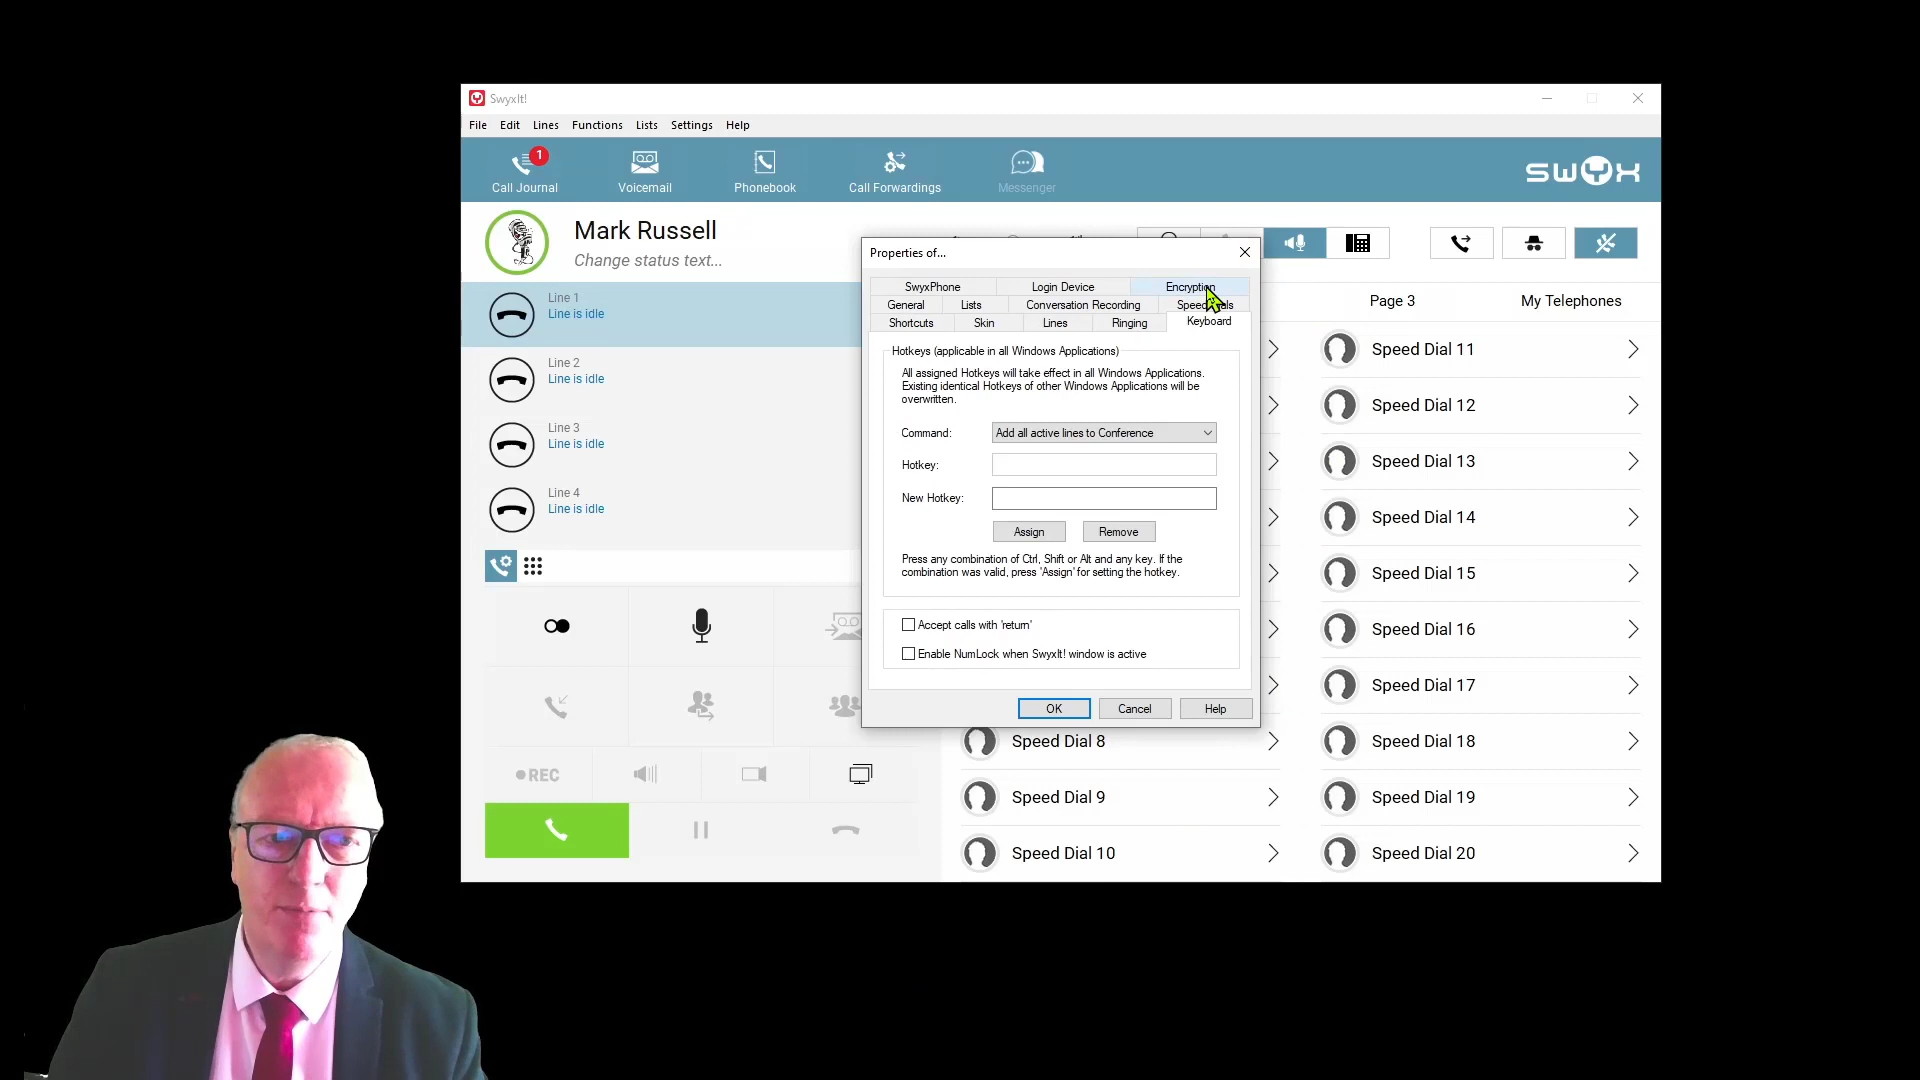 SwyxIt!
File Edit Lines Functions Lists Settings Help
1
Call Journal Voicemail Phonebook Call Forwardings Messenger
swyx
Mark Russell
Change status text...
Line 1
Line is idle
Line 2
Line is idle
Line 3
Line is idle
Line 4
Line is idle
REC
Properties of...
SwyxPhone Login Device Encryption
General Lists Conversation Recording
Shortcuts Skin Lines Ringing Keyboard
Hotkeys (applicable in all Windows Applications)
All assigned Hotkeys will take effect in all Windows Applications.
Existing identical Hotkeys of other Windows Applications will be
overwritten.
Command: Add all active lines to Conference
Hotkey:
New Hotkey:
Assign Remove
Press any combination of Ctrl, Shift or Alt and any key. If the
combination was valid, press 'Assign' for setting the hotkey.
Accept calls with 'return'
Enable NumLock when SwyxIt! window is active
OK Cancel Help
Page 3 My Telephones
Speed Dial 8
Speed Dial 9
Speed Dial 10
Speed Dial 11
Speed Dial 12
Speed Dial 13
Speed Dial 14
Speed Dial 15
Speed Dial 16
Speed Dial 17
Speed Dial 18
Speed Dial 19
Speed Dial 20